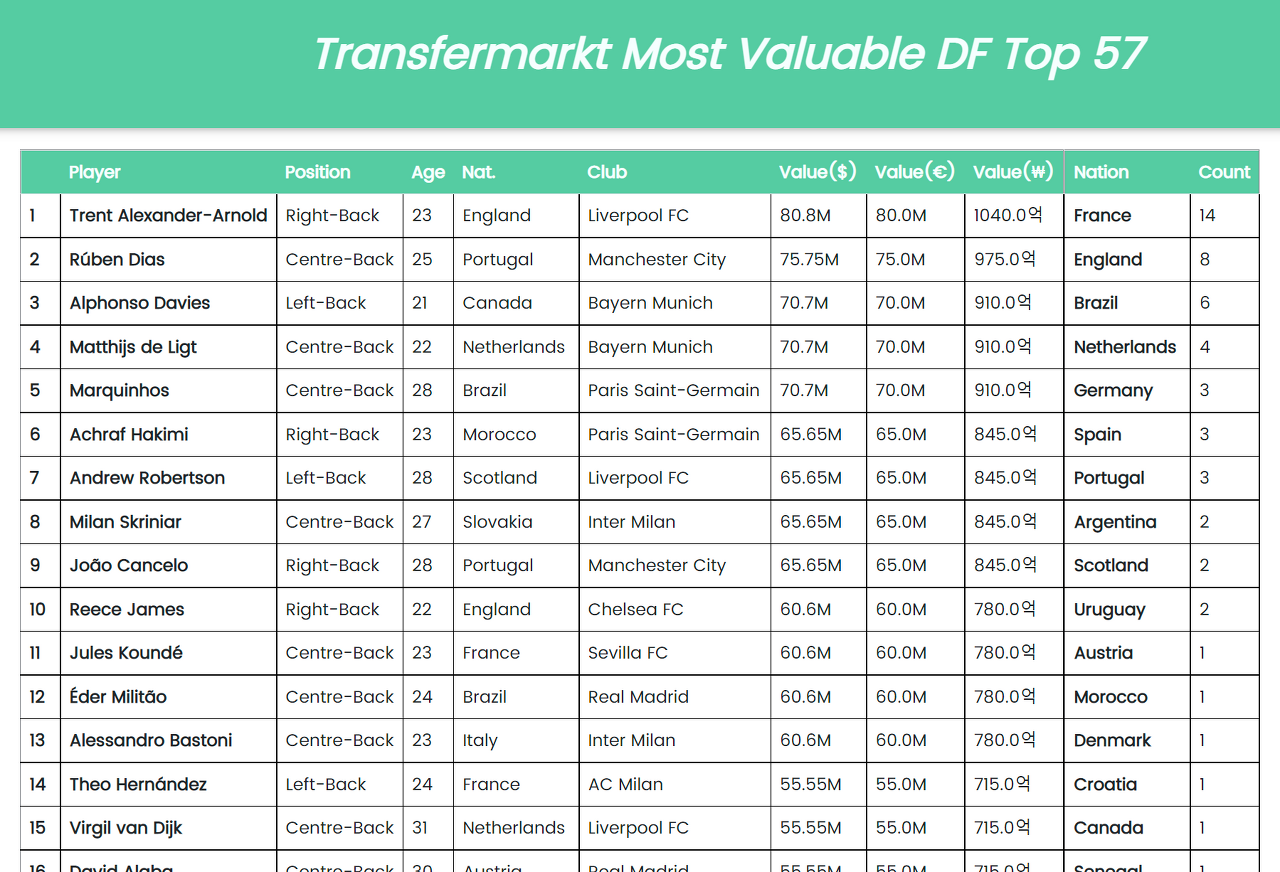 Transfermarkt Most Valuable DF Top 57
Player Position Age Nat. Club Value($) Value(€) Value(₩) Nation Count
1 Trent Alexander-Arnold Right-Back 23 England Liverpool FC 80.8M 80.0M 1040.0억 France 14
2 Rúben Dias Centre-Back 25 Portugal Manchester City 75.75M 75.0M 975.0억 England 8
3 Alphonso Davies Left-Back 21 Canada Bayern Munich 70.7M 70.0M 910.0억 Brazil 6
4 Matthijs de Ligt Centre-Back 22 Netherlands Bayern Munich 70.7M 70.0M 910.0억 Netherlands 4
5 Marquinhos Centre-Back 28 Brazil Paris Saint-Germain 70.7M 70.0M 910.0억 Germany 3
6 Achraf Hakimi Right-Back 23 Morocco Paris Saint-Germain 65.65M 65.0M 845.0억 Spain 3
7 Andrew Robertson Left-Back 28 Scotland Liverpool FC 65.65M 65.0M 845.0억 Portugal 3
8 Milan Skriniar Centre-Back 27 Slovakia Inter Milan 65.65M 65.0M 845.0억 Argentina 2
9 João Cancelo Right-Back 28 Portugal Manchester City 65.65M 65.0M 845.0억 Scotland 2
10 Reece James Right-Back 22 England Chelsea FC 60.6M 60.0M 780.0억 Uruguay 2
11 Jules Koundé Centre-Back 23 France Sevilla FC 60.6M 60.0M 780.0억 Austria 1
12 Éder Militão Centre-Back 24 Brazil Real Madrid 60.6M 60.0M 780.0억 Morocco 1
13 Alessandro Bastoni Centre-Back 23 Italy Inter Milan 60.6M 60.0M 780.0억 Denmark 1
14 Theo Hernández Left-Back 24 France AC Milan 55.55M 55.0M 715.0억 Croatia 1
15 Virgil van Dijk Centre-Back 31 Netherlands Liverpool FC 55.55M 55.0M 715.0억 Canada 1
16 David Alaba Centre-Back 30 Austria Real Madrid 55.55M 55.0M 715.0억 Senegal 1